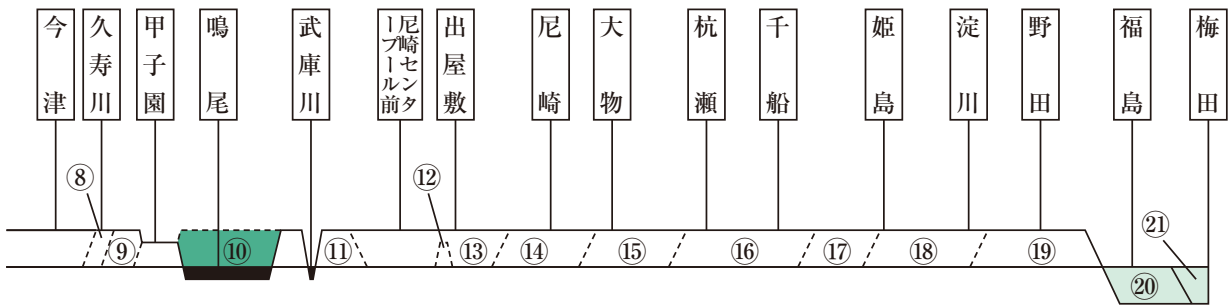 今津
久寿川
甲子園
鳴尾
武庫川
尼崎センタ
ープール前
出屋敷
尼崎
大物
杭瀬
千船
姫島
淀川
野田
福島
梅田
⑧
⑨
⑩
⑪
⑫
⑬
⑭
⑮
⑯
⑰
⑱
⑲
⑳
㉑